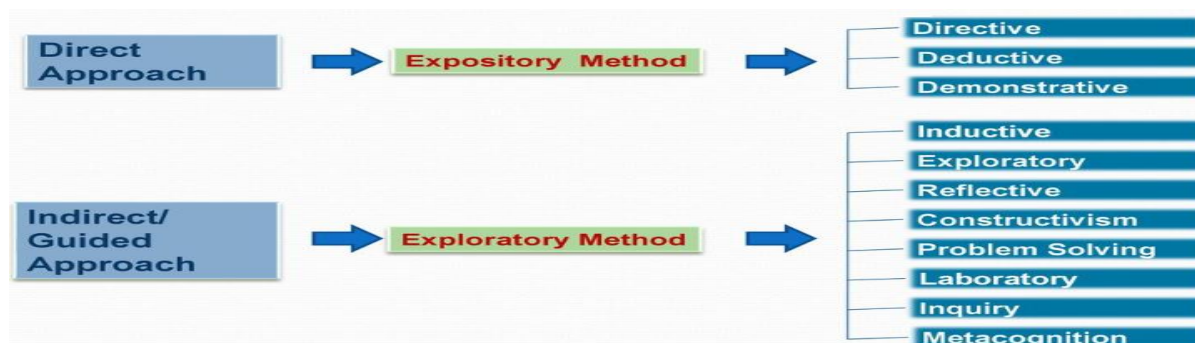 Direct
Approach
Expository Method
Directive
Deductive
Demonstrative
Indirect/
Guided
Approach
Exploratory Method
Inductive
Exploratory
Reflective
Constructivism
Problem Solving
Laboratory
Inquiry
Metacognition